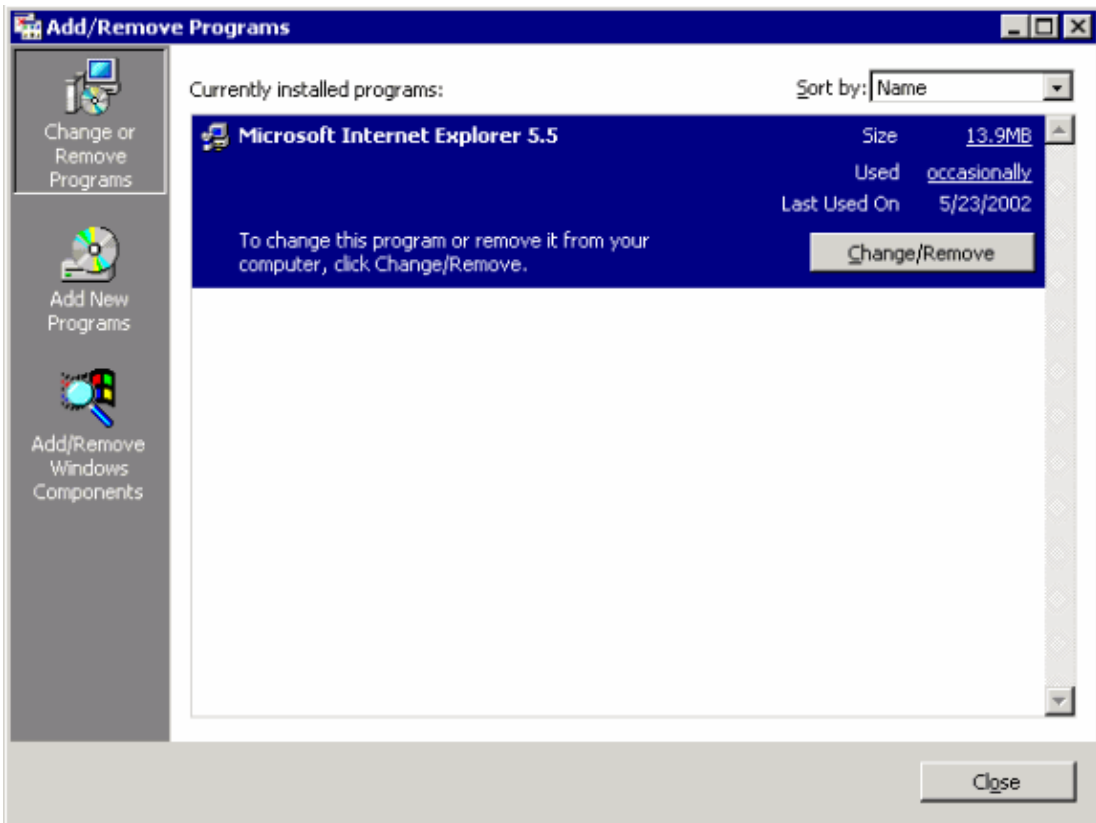 Add/Remove Programs
Change or
Remove
Programs
Add New
Programs
Add/Remove
Windows
Components
Currently installed programs:
Sort by: Name
Microsoft Internet Explorer 5.5
Size 13.9MB
Used occasionally
Last Used On 5/23/2002
To change this program or remove it from your
computer, click Change/Remove.
Change/Remove
Close